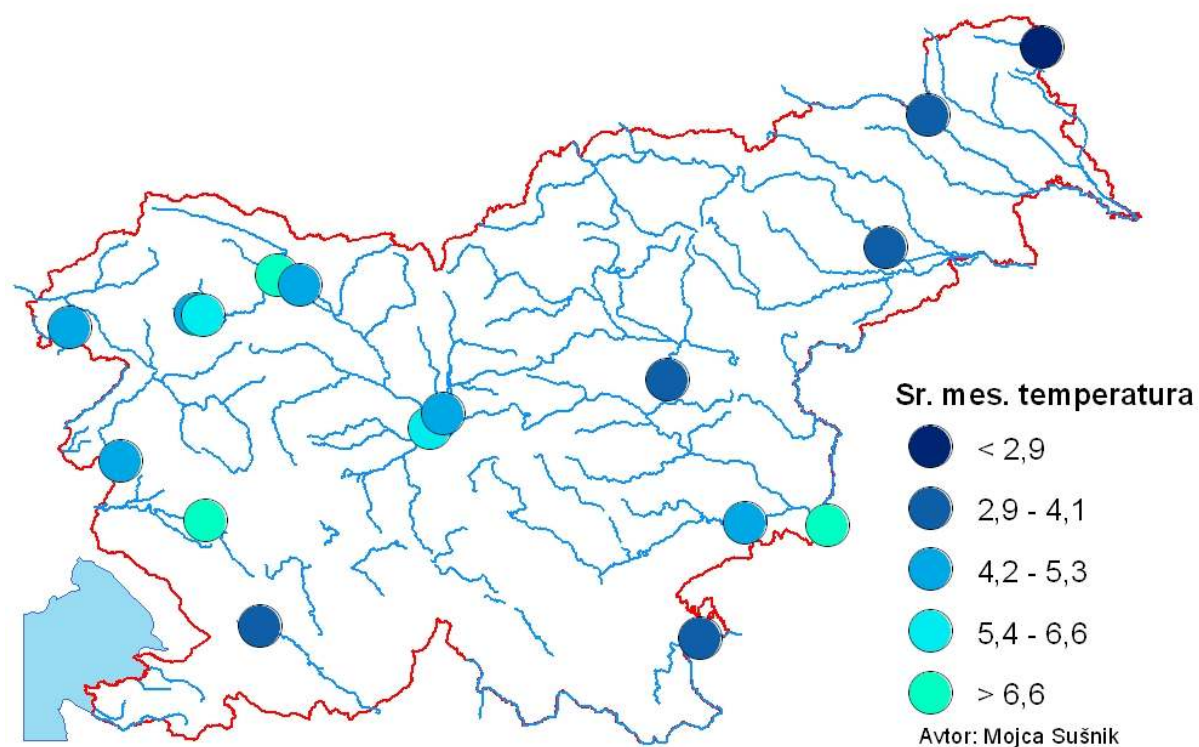 Sr. mes. temperatura
< 2,9
2,9 - 4,1
4,2 - 5,3
5,4 - 6,6
> 6,6
Avtor: Mojca Sušnik